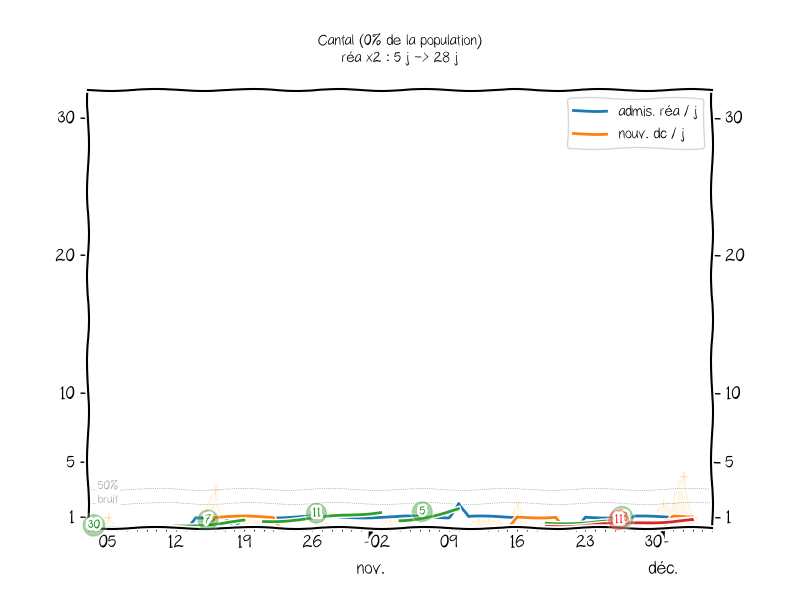 Cantal (0% de la population)
réa x2 : 5 j -> 28 j
admis. réa / j
nouv. dc / j
30
30
20
20
10
10
5
5
50%
bruit
1
1
30
7
11
5
11
05 12 19 26 02 09 16 23 30
nov. déc.